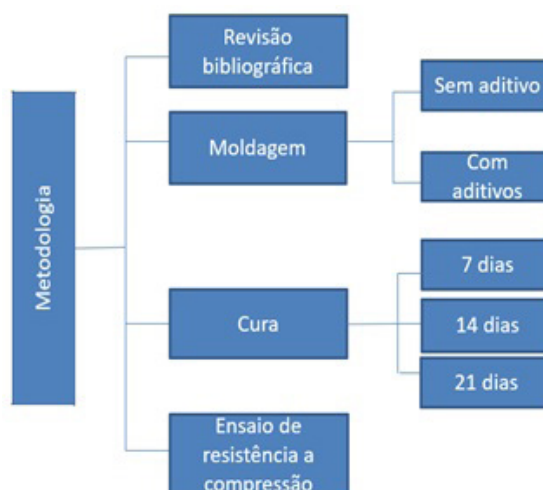 Metodologia
Revisão
bibliográfica
Moldagem
Sem aditivo
Com
aditivos
Cura
7 dias
14 dias
21 dias
Ensaio de
resistência a
compressão